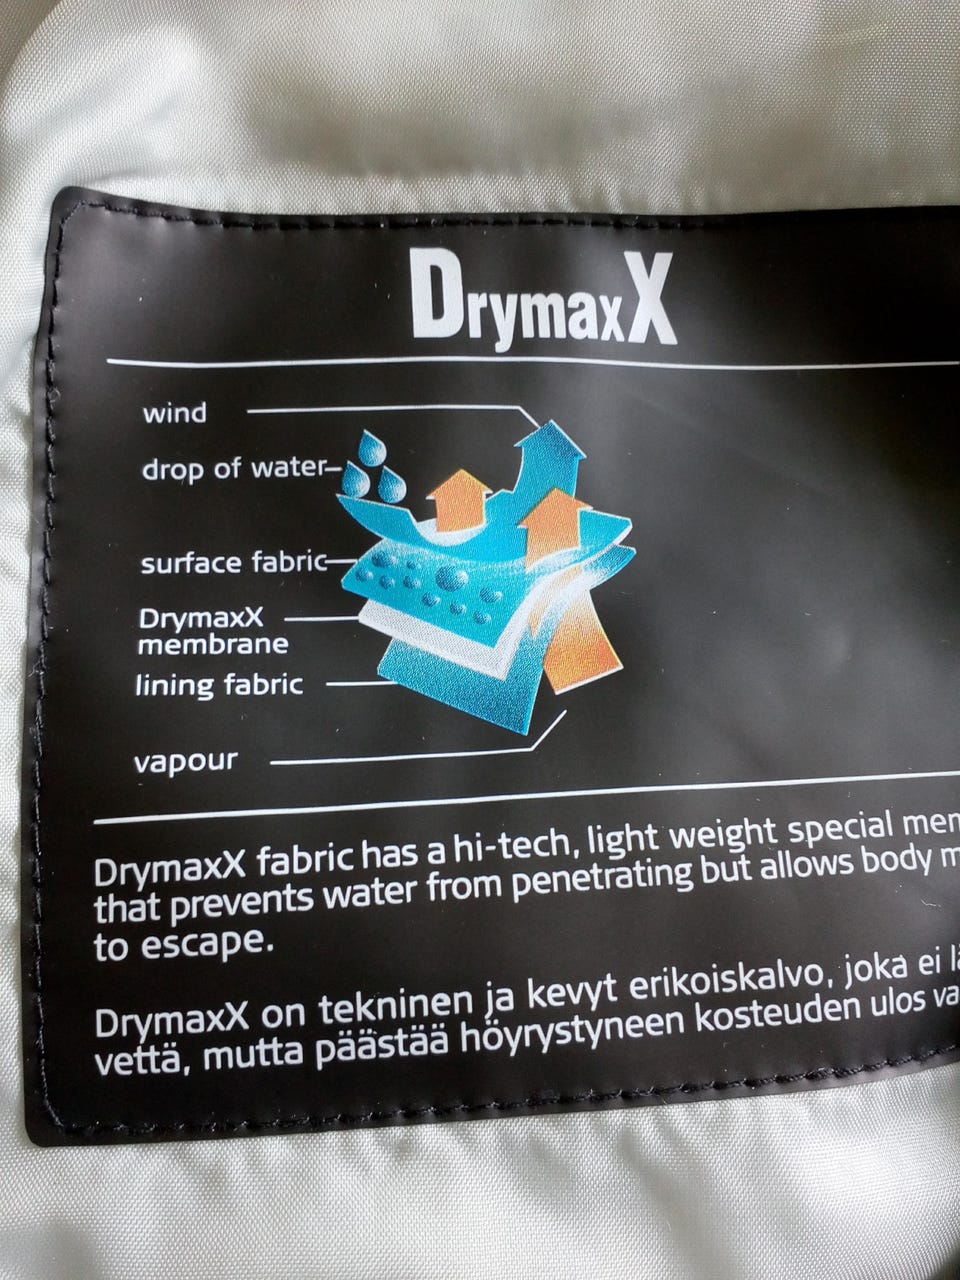 DrymaxX
wind
drop of water
surface fabric
DrymaxX
membrane
lining fabric
vapour
DrymaxX fabric has a hi-tech, light weight special
that prevents water from penetrating but allows body
to escape.
DrymaxX on tekninen ja kevyt erikoiskalvo, joka ei
vettä, mutta päästää höyrystyneen kosteuden ulos